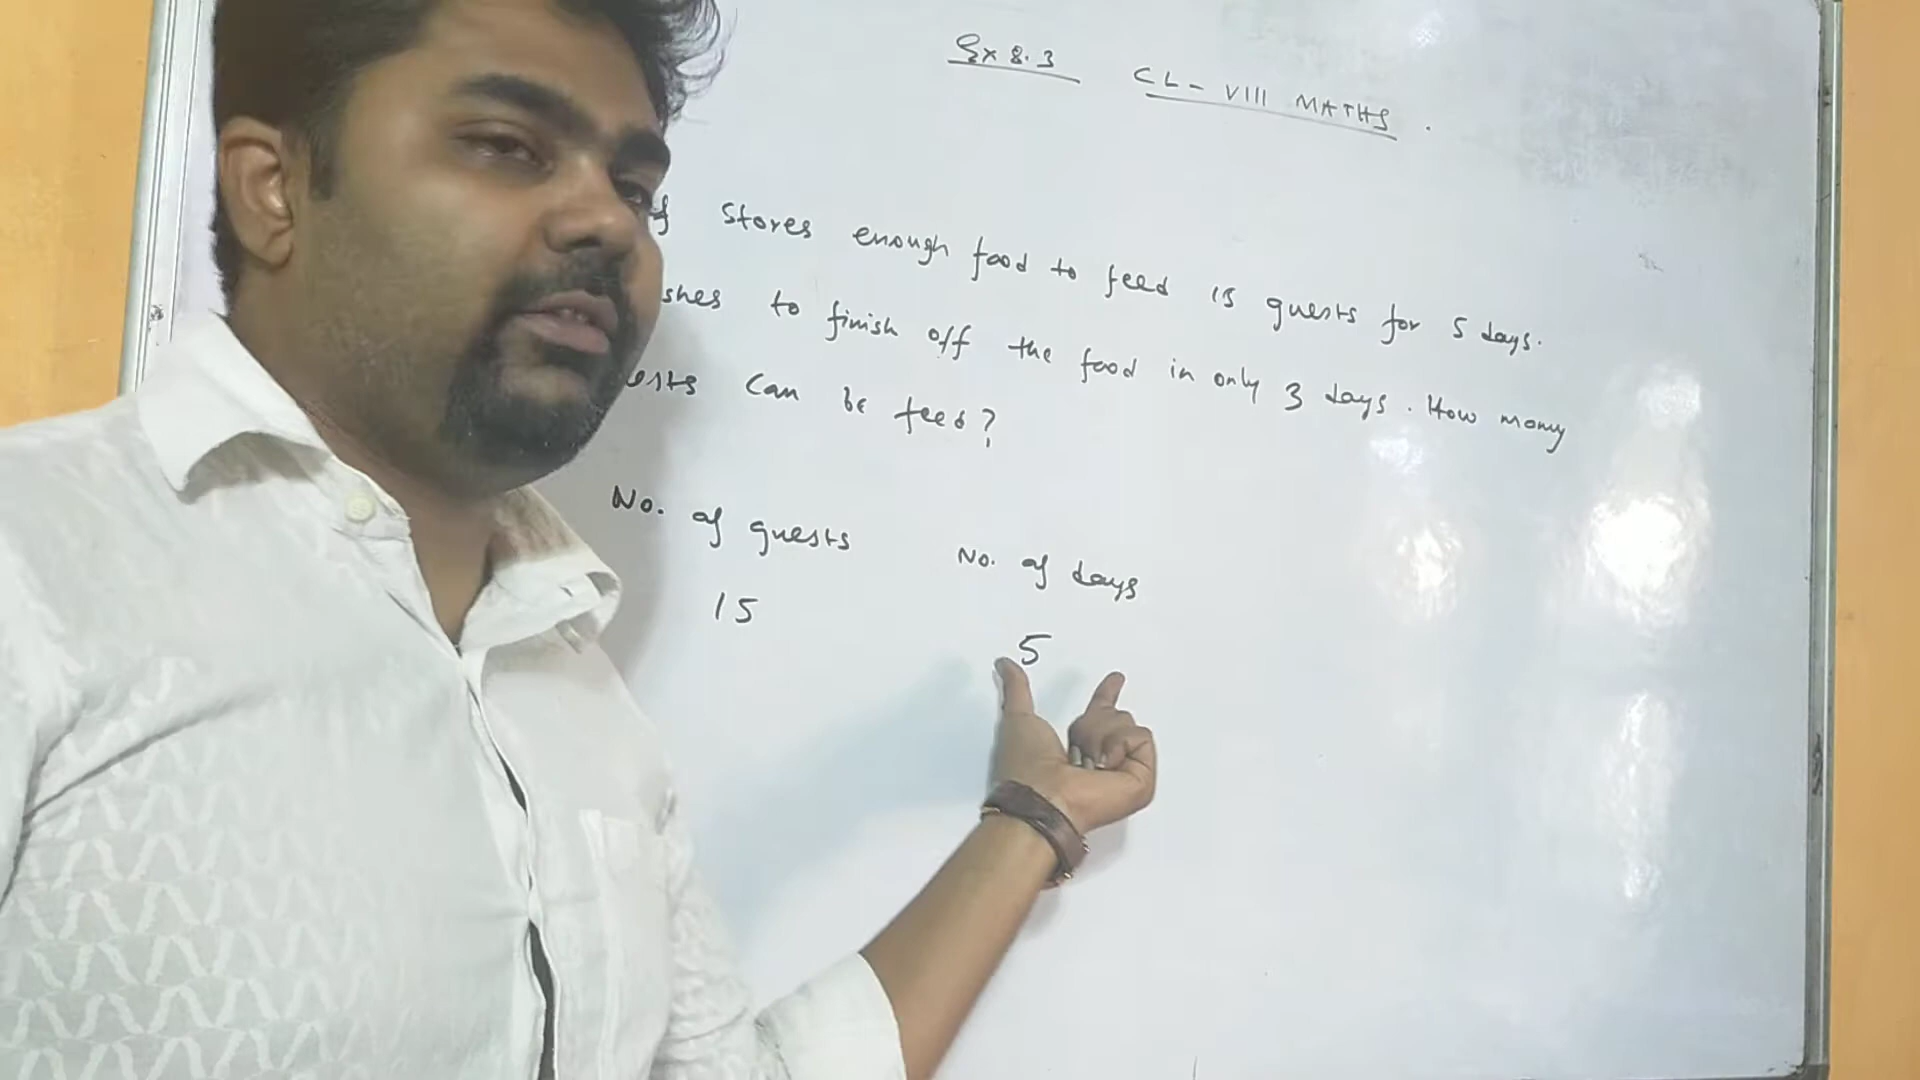 Ex 8.3 CL - VIII MATHS.
stores enough food to feed 15 guests for 5 days.
shes to finish off the food in only 3 days. How many
ests can be feed?
No. of guests No. of days
15 5